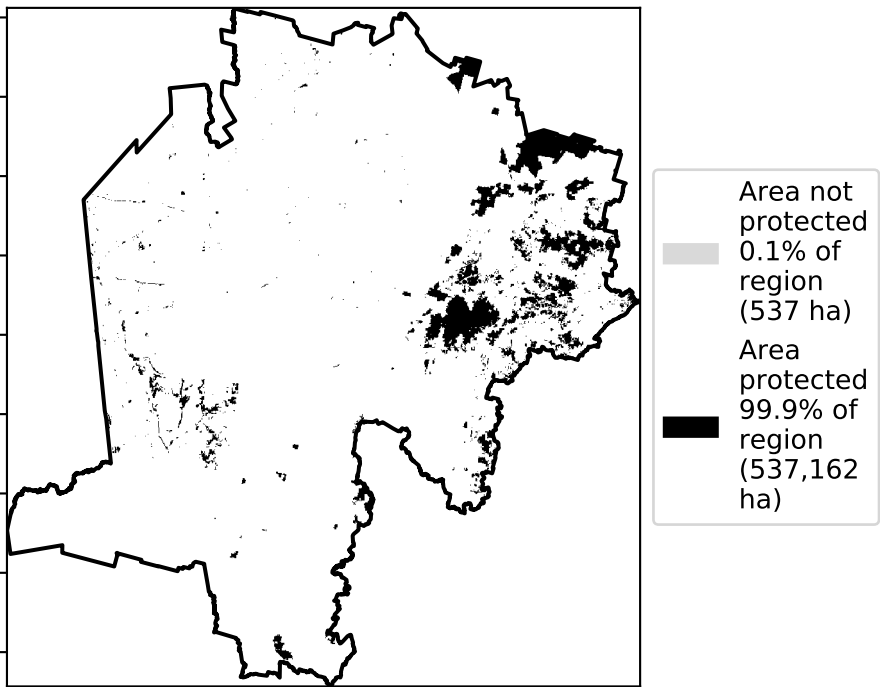 Area not
protected
0.1% of
region
(537 ha)
Area
protected
99.9% of
region
(537,162
ha)